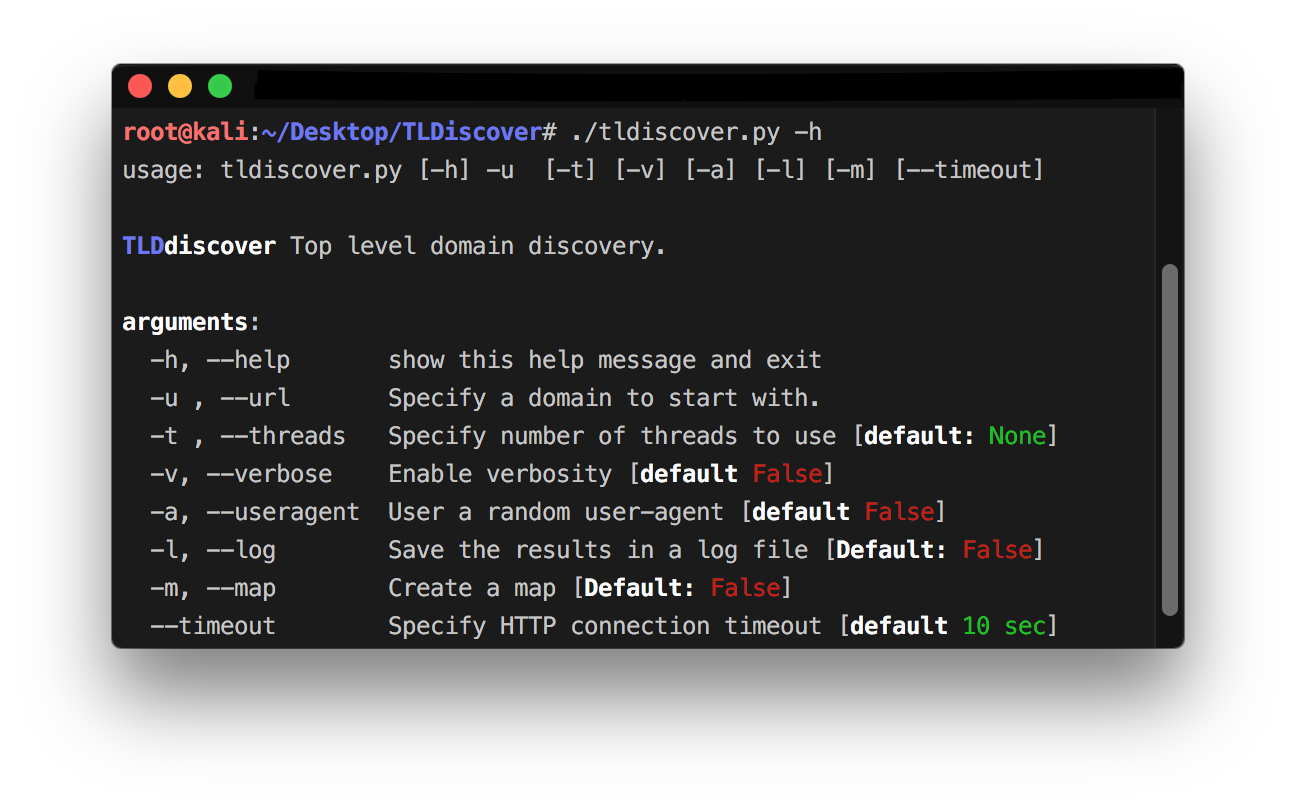 root@kali:~/Desktop/TLDiscover# ./tldiscover.py -h
usage: tldiscover.py [-h] -u  [-t] [-v] [-a] [-l] [-m] [--timeout]
TLDdiscover Top level domain discovery.
arguments:
-h, --help       show this help message and exit
-u , --url       Specify a domain to start with.
-t , --threads   Specify number of threads to use [default: None]
-v, --verbose    Enable verbosity [default False]
-a, --useragent  User a random user-agent [default False]
-l, --log        Save the results in a log file [Default: False]
-m, --map        Create a map [Default: False]
--timeout        Specify HTTP connection timeout [default 10 sec]